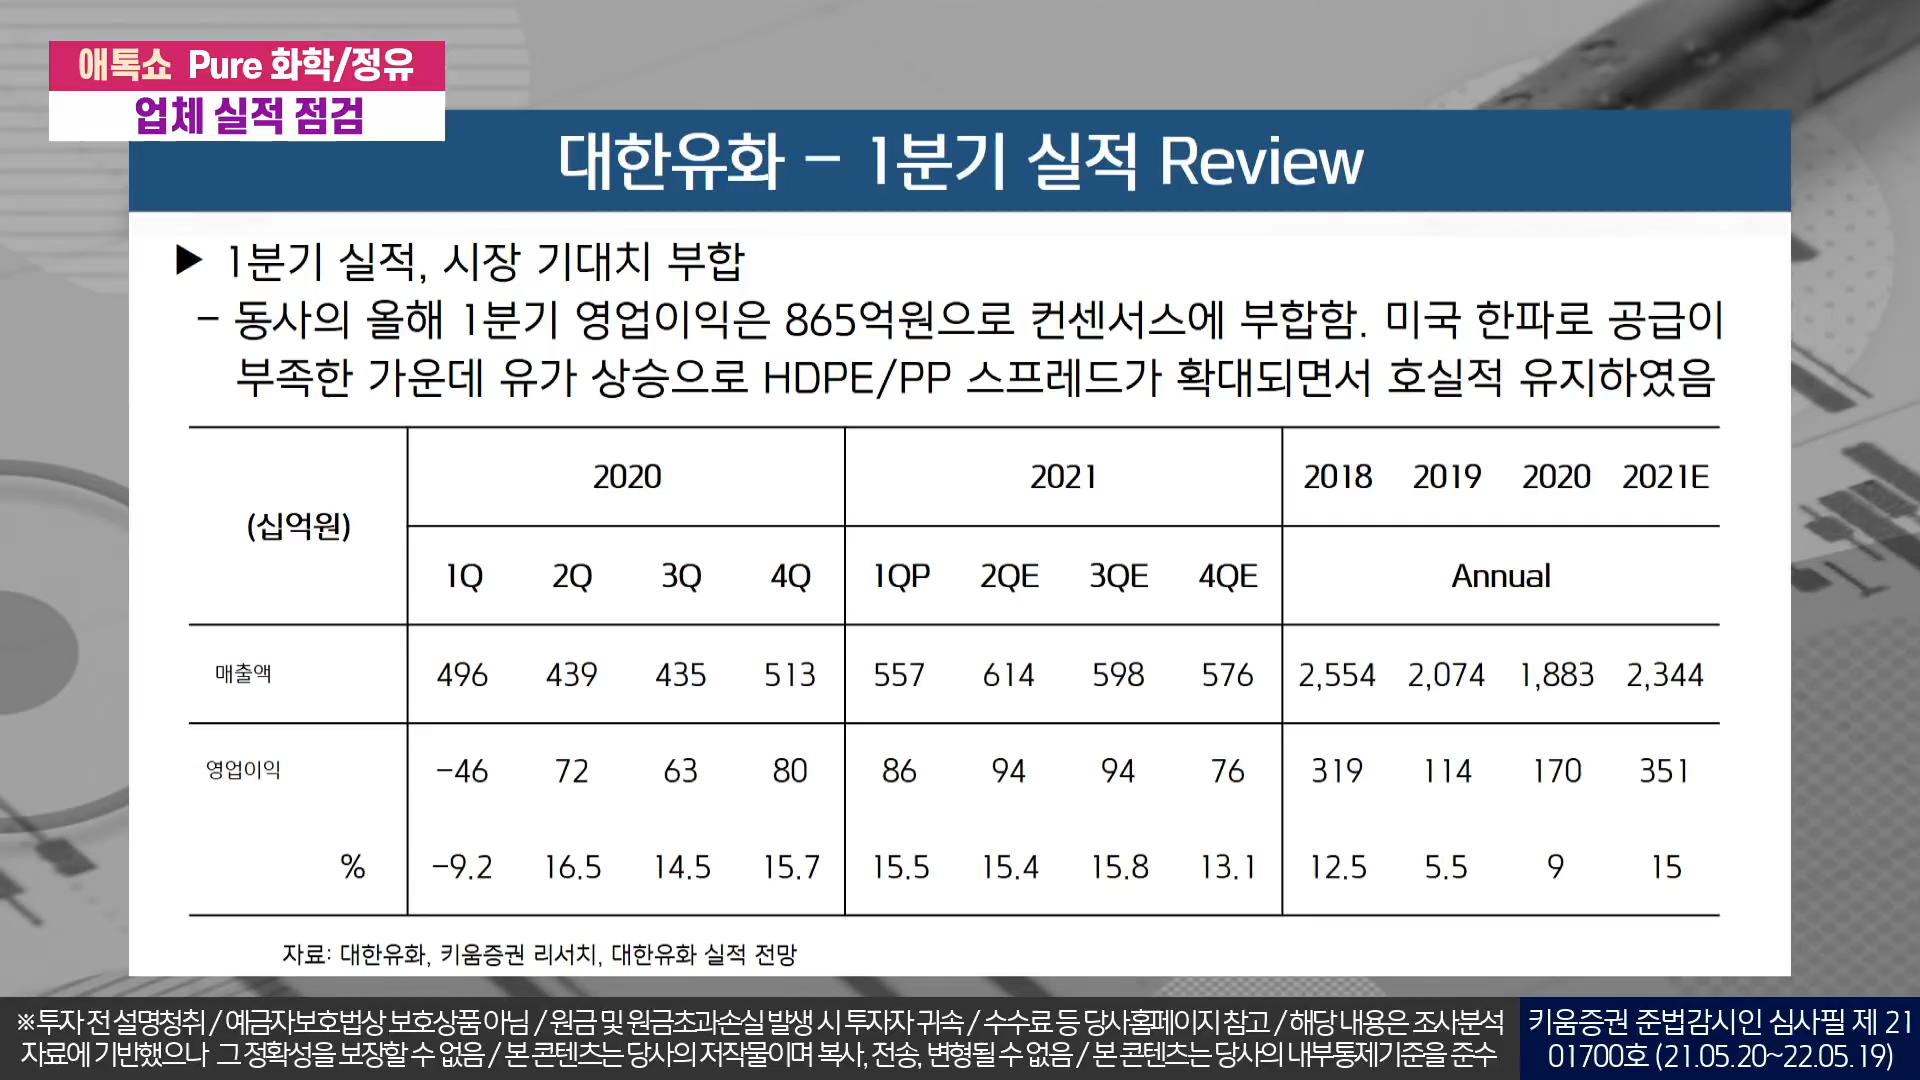 애톡쇼 Pure 화학/정유
업체 실적 점검
대한유화 – 1분기 실적 Review
▶ 1분기 실적, 시장 기대치 부합
– 동사의 올해 1분기 영업이익은 865억원으로 컨센서스에 부합함. 미국 한파로 공급이
부족한 가운데 유가 상승으로 HDPE/PP 스프레드가 확대되면서 호실적 유지하였음
(십억원) 2020 2021 2018 2019 2020 2021E
1Q 2Q 3Q 4Q 1QP 2QE 3QE 4QE Annual
매출액 496 439 435 513 557 614 598 576 2,554 2,074 1,883 2,344
영업이익 –46 72 63 80 86 94 94 76 319 114 170 351
% –9.2 16.5 14.5 15.7 15.5 15.4 15.8 13.1 12.5 5.5 9 15
자료: 대한유화, 키움증권 리서치, 대한유화 실적 전망
※투자 전 설명청취 / 예금자보호법상 보호상품 아님 / 원금 및 원금초과손실 발생 시 투자자 귀속 / 수수료 등 당사홈페이지 참고 / 해당 내용은 조사분석
자료에 기반했으나 그 정확성을 보장할 수 없음 / 본 콘텐츠는 당사의 저작물이며 복사, 전송, 변형될 수 없음 / 본 콘텐츠는 당사의 내부통제기준을 준수
키움증권 준법감시인 심사필 제 21
01700호 (21.05.20~22.05.19)